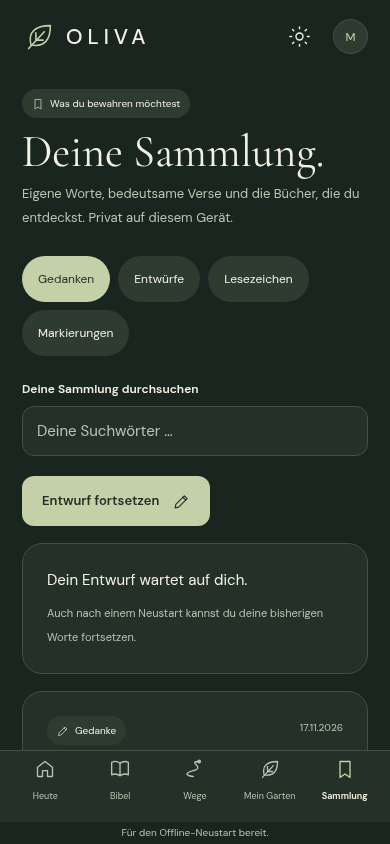 OLIVA
M
Was du bewahren möchtest
Deine Sammlung.
Eigene Worte, bedeutsame Verse und die Bücher, die du
entdeckst. Privat auf diesem Gerät.
Gedanken
Entwürfe
Lesezeichen
Markierungen
Deine Sammlung durchsuchen
Deine Suchwörter ...
Entwurf fortsetzen
Dein Entwurf wartet auf dich.
Auch nach einem Neustart kannst du deine bisherigen
Worte fortsetzen.
Gedanke
17.11.2026
Heute
Bibel
Wege
Mein Garten
Sammlung
Für den Offline-Neustart bereit.